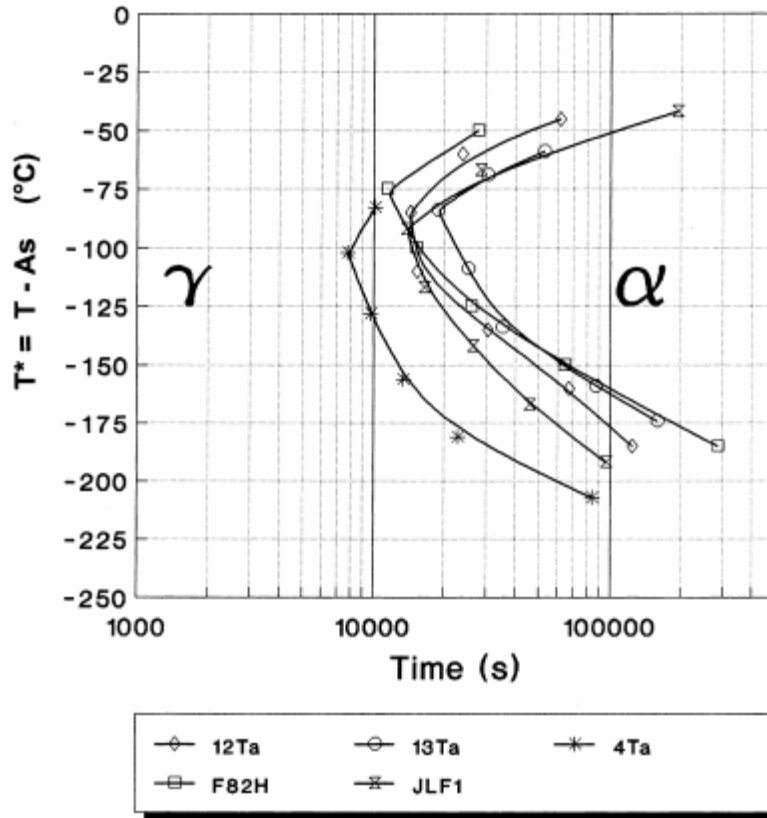 0
-25
-50
-75
-100
-125
-150
-175
-200
-225
-250
T* = T - As (°C)
γ
α
1000 10000 100000
Time (s)
12Ta 13Ta 4Ta
F82H JLF1